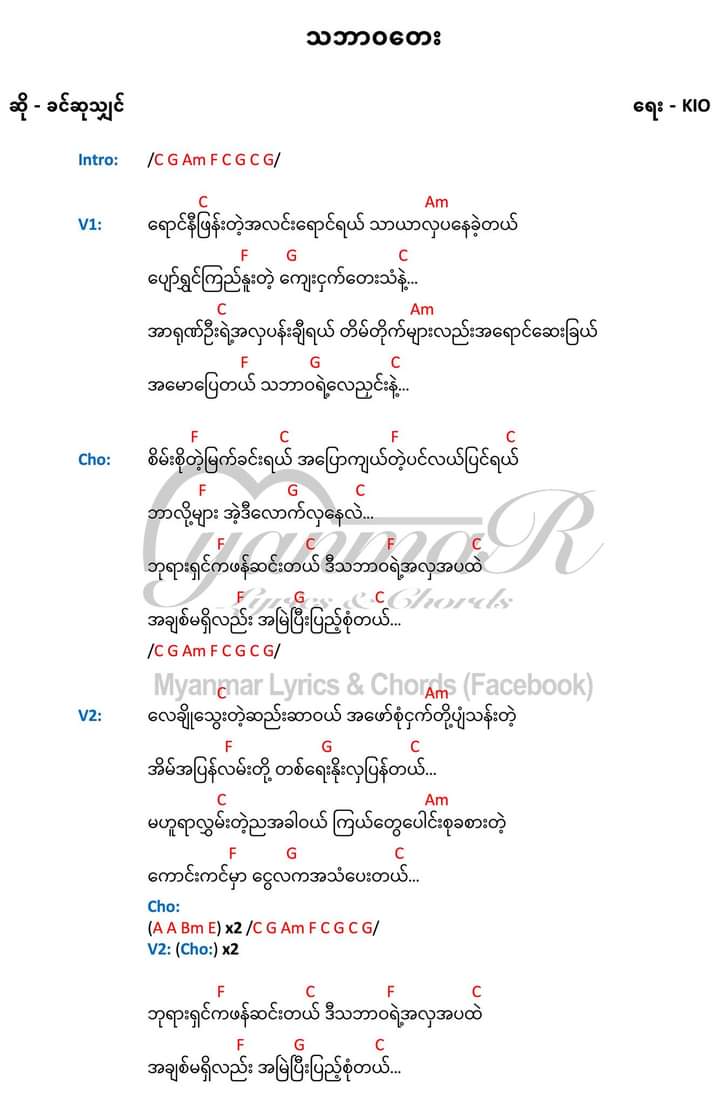 သဘာဝတေး
ဆို - ခင်ဆုသျှင် ရေး - KIO
Intro: /C G Am F C G C G/
C Am
V1: ရောင်နီဖြန်းတဲ့အလင်းရောင်ရယ် သာယာလှပနေခဲ့တယ်
F G C
ပျော်ရွှင်ကြည်နူးတဲ့ ကျေးငှက်တေးသံနဲ့...
C Am
အာရုဏ်ဦးရဲ့အလှပန်းချီရယ် တိမ်တိုက်များလည်းအရောင်ဆေးခြယ်
F G C
အမောပြေတယ် သဘာဝရဲ့လေညှင်းနဲ့...
F C F C
Cho: စိမ်းစိုတဲ့မြက်ခင်းရယ် အပြောကျယ်တဲ့ပင်လယ်ပြင်ရယ်
F G C
ဘာလို့များ အဲ့ဒီလောက်လှနေလဲ...
F C F C
ဘုရားရှင်ကဖန်ဆင်းတယ် ဒီသဘာဝရဲ့အလှအပထဲ
F G C
အချစ်မရှိလည်း အမြဲပြီးပြည့်စုံတယ်...
/C G Am F C G C G/
MyanmaR
Lyrics & Chords
Myanmar Lyrics & Chords (Facebook)
C Am
V2: လေချိုသွေးတဲ့ဆည်းဆာဝယ် အဖော်စုံငှက်တို့ပျံသန်းတဲ့
F G C
အိမ်အပြန်လမ်းတို့ တစ်ရေးနိုးလှပြန်တယ်...
C Am
မဟူရာလွှမ်းတဲ့ညအခါဝယ် ကြယ်တွေပေါင်းစုခစားတဲ့
F G C
ကောင်းကင်မှာ ငွေလကအသံပေးတယ်...
Cho:
(A A Bm E) x2 /C G Am F C G C G/
V2: (Cho:) x2
F C F C
ဘုရားရှင်ကဖန်ဆင်းတယ် ဒီသဘာဝရဲ့အလှအပထဲ
F G C
အချစ်မရှိလည်း အမြဲပြီးပြည့်စုံတယ်...